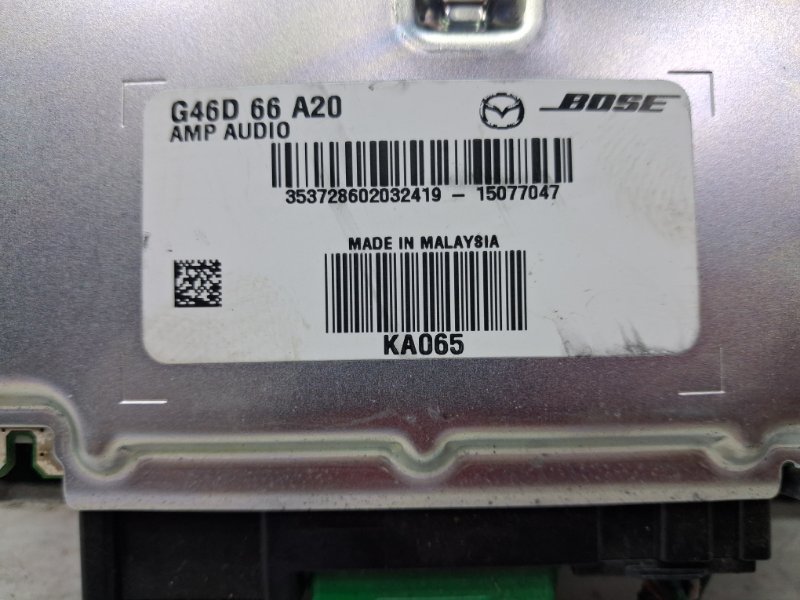 G46D 66 A20
BOSE
AMP AUDIO
353728602032419 - 15077047
MADE IN MALAYSIA
KA065